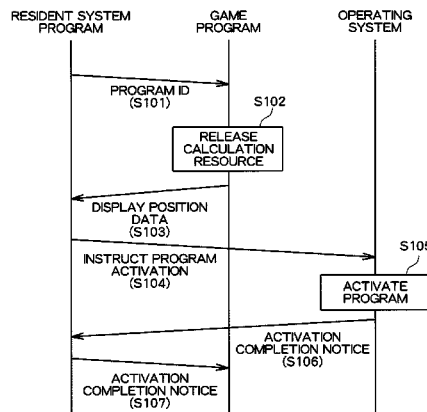 RESIDENT SYSTEM
PROGRAM
GAME
PROGRAM
OPERATING
SYSTEM
PROGRAM ID
(S101)
S102
RELEASE
CALCULATION
RESOURCE
DISPLAY POSITION
DATA
(S103)
INSTRUCT PROGRAM
ACTIVATION
(S104)
S105
ACTIVATE
PROGRAM
ACTIVATION
COMPLETION NOTICE
(S106)
ACTIVATION
COMPLETION NOTICE
(S107)